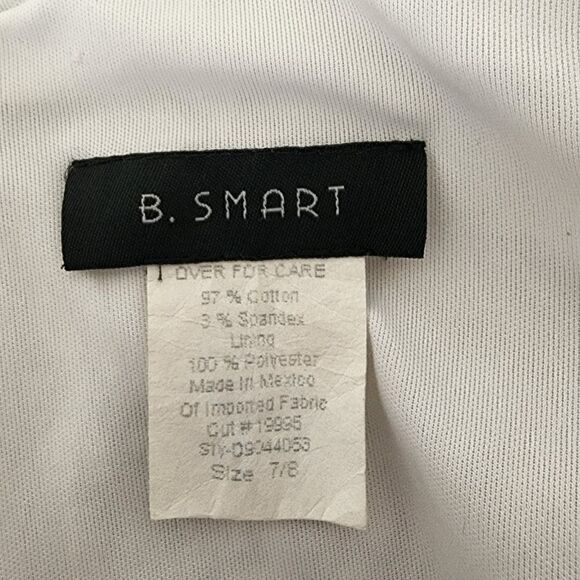 B. SMART
OVER FOR CARE
97 % Cotton
3 % Spandex
Lining
100 % Polyester
Made In Mexico
Of Imported Fabric
Cut # 19995
Sty-D9044053
Size 7/8